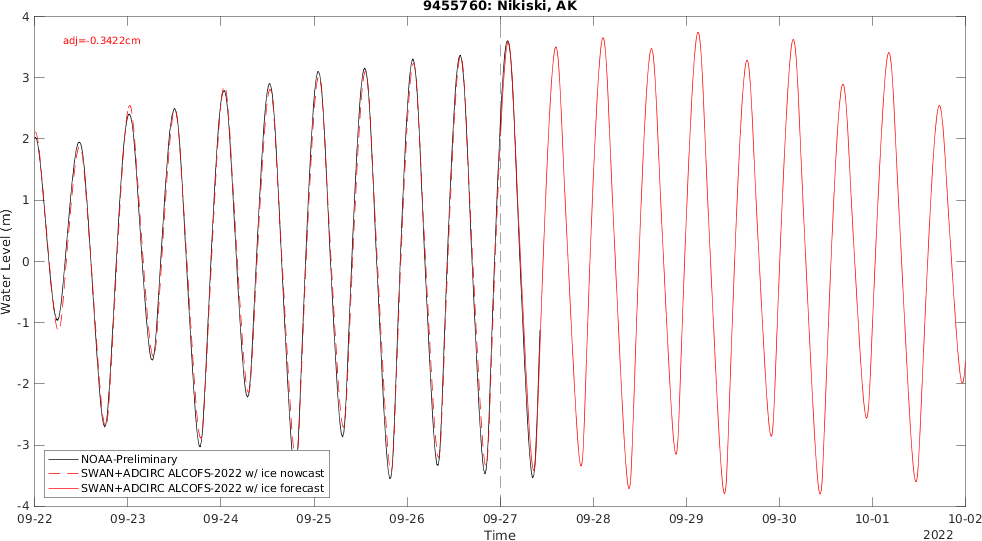 9455760: Nikiski, AK
adj=-0.3422cm
Water Level (m)
4
3
2
1
0
-1
-2
-3
-4
NOAA-Preliminary
SWAN+ADCIRC ALCOFS-2022 w/ ice nowcast
SWAN+ADCIRC ALCOFS-2022 w/ ice forecast
09-22 09-23 09-24 09-25 09-26 09-27 09-28 09-29 09-30 10-01 10-02
Time
2022